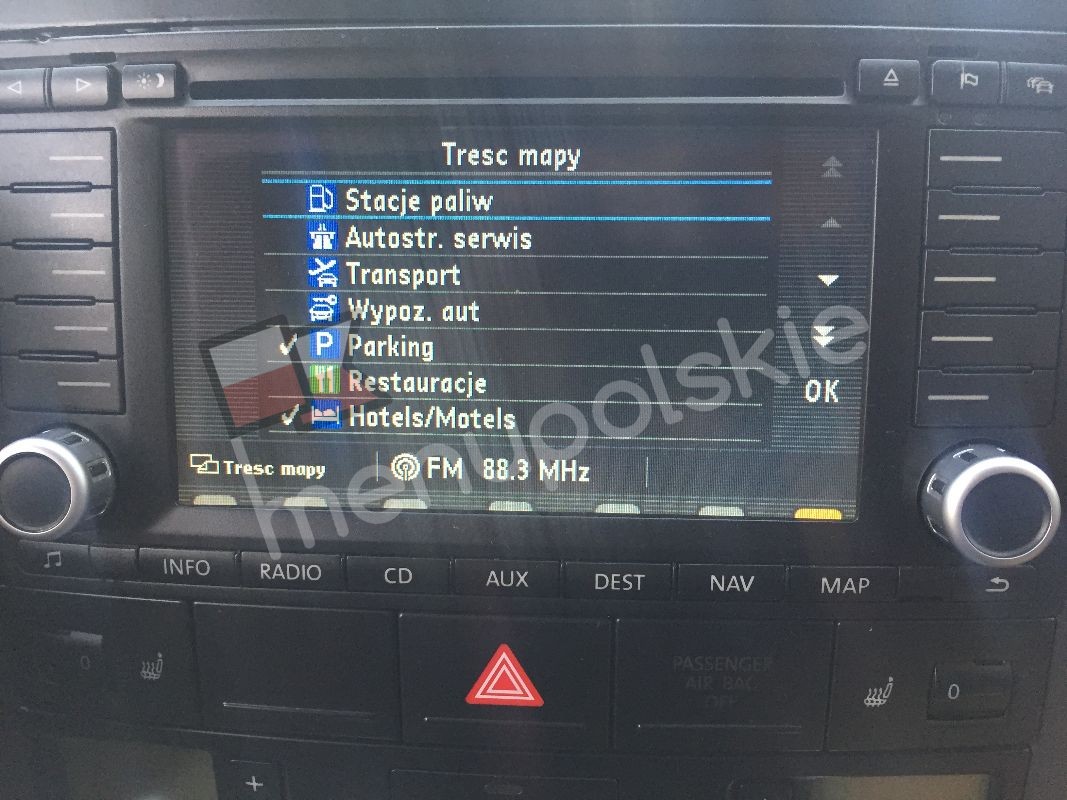 Tresc mapy
Stacje paliw
Autostr. serwis
Transport
Wypoz. aut
P Parking
Restauracje
Hotels/Motels
OK
Tresc mapy FM 88.3 MHz
menupolskie
INFO RADIO CD AUX DEST NAV MAP
PASSENGER
AIR BAG
OFF
0
0
+